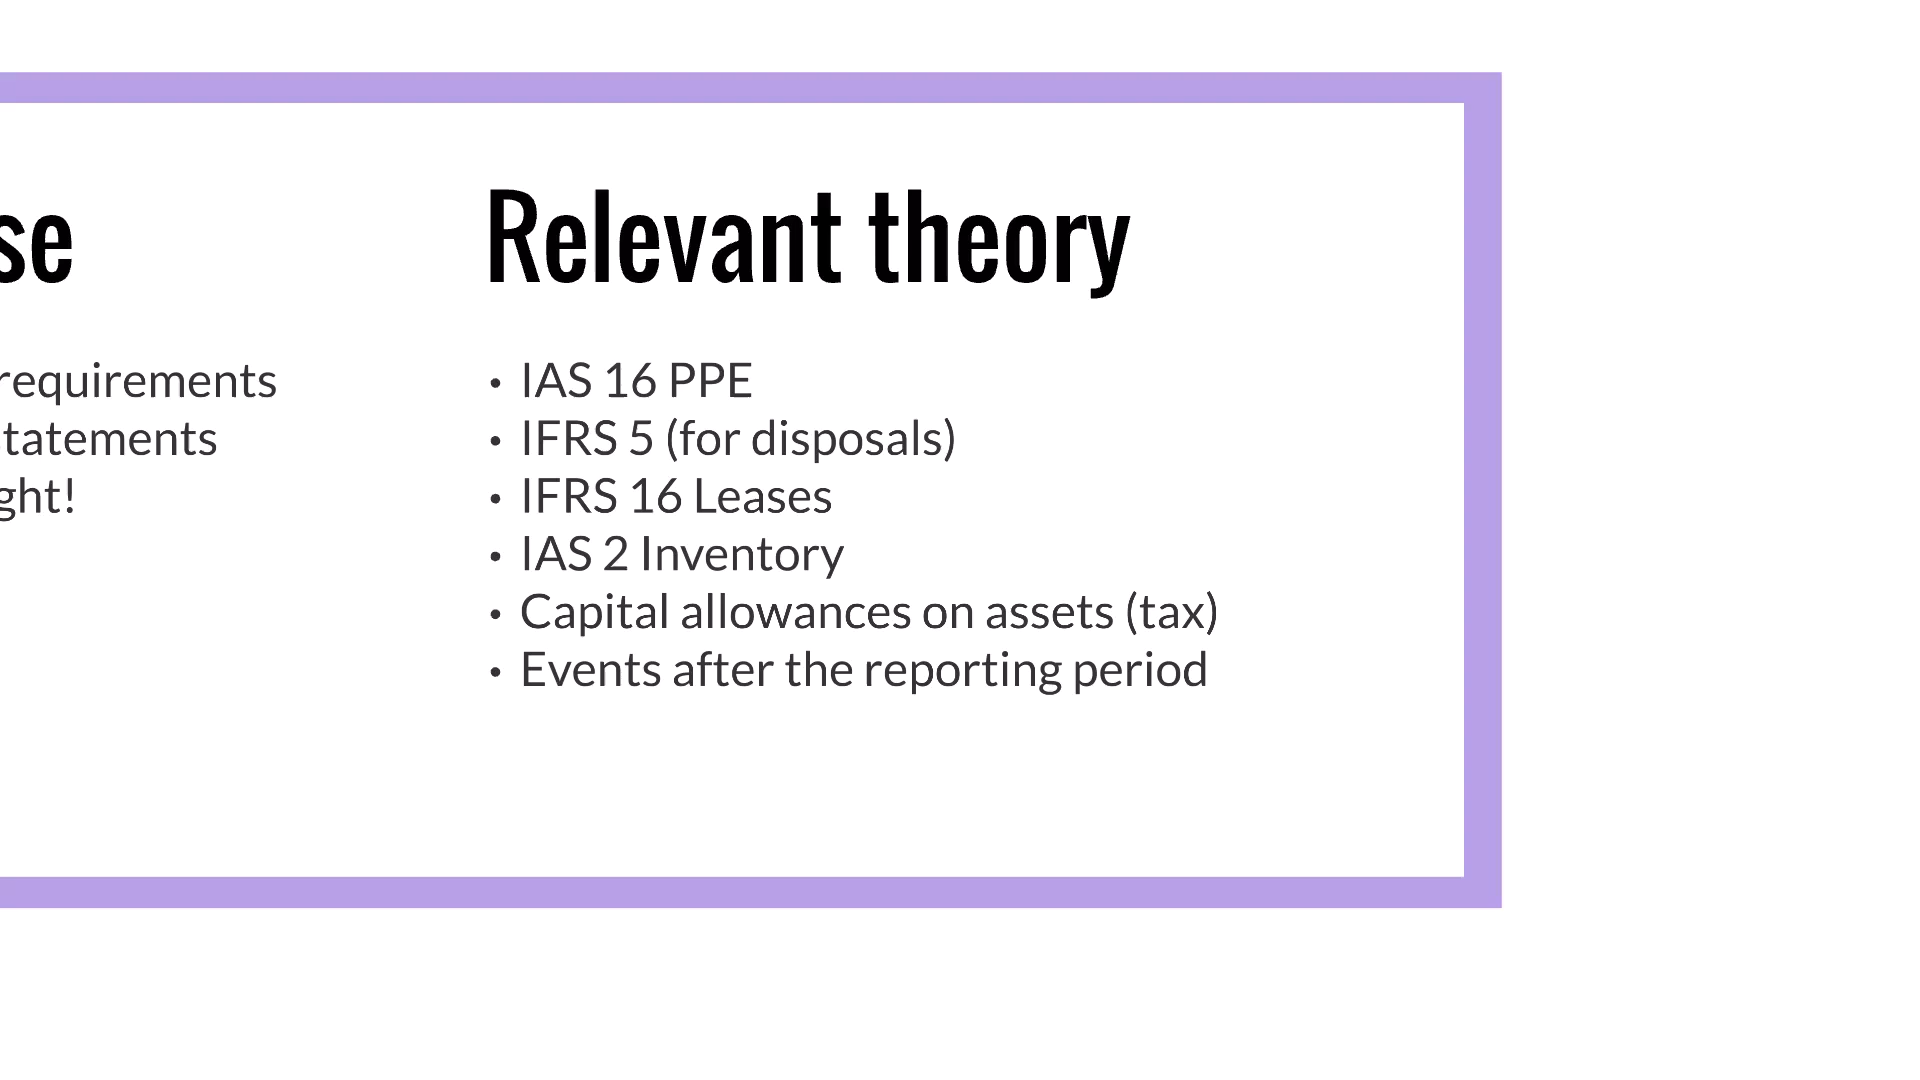 se
requirements
tatements
ght!
Relevant theory
• IAS 16 PPE
• IFRS 5 (for disposals)
• IFRS 16 Leases
• IAS 2 Inventory
• Capital allowances on assets (tax)
• Events after the reporting period